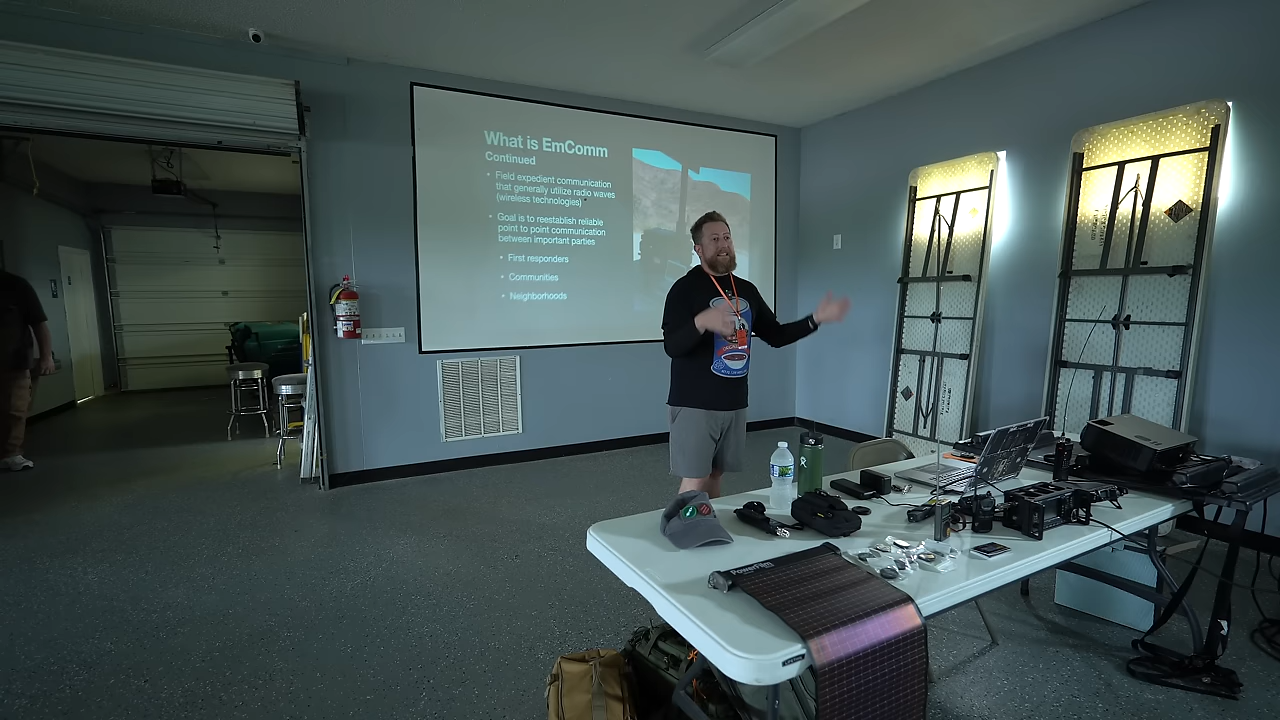 What is EmComm
Continued
• Field expedient communication
that generally utilize radio waves
(wireless technologies)
• Goal is to reestablish reliable
point to point communication
between important parties
• First responders
• Communities
• Neighborhoods
PowerFilm
LIFETIME